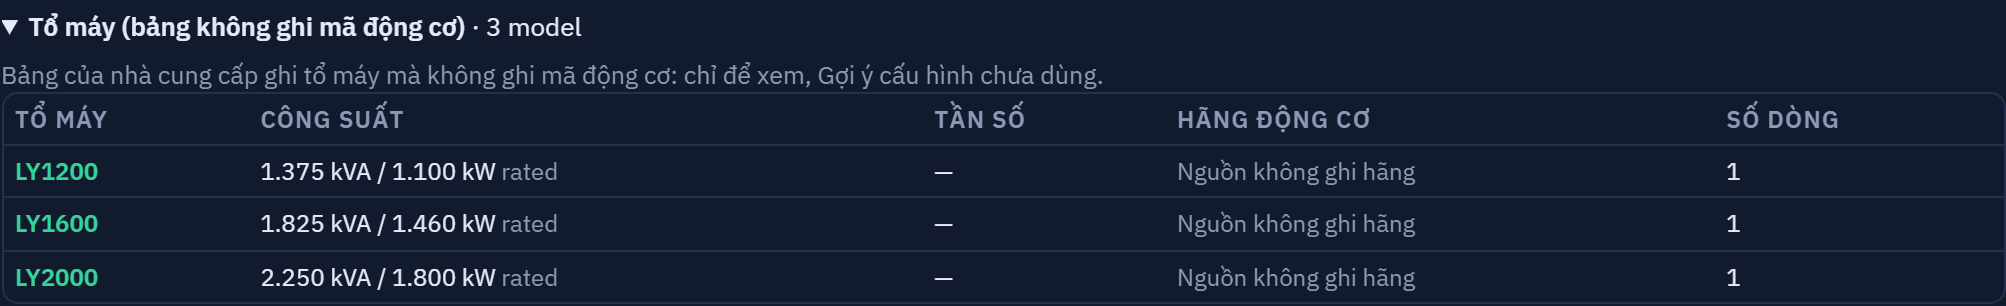 ▼ Tổ máy (bảng không ghi mã động cơ) · 3 model
Bảng của nhà cung cấp ghi tổ máy mà không ghi mã động cơ: chỉ để xem, Gợi ý cấu hình chưa dùng.
TỔ MÁY CÔNG SUẤT TẦN SỐ HÃNG ĐỘNG CƠ SỐ DÒNG
LY1200 1.375 kVA / 1.100 kW rated — Nguồn không ghi hãng 1
LY1600 1.825 kVA / 1.460 kW rated — Nguồn không ghi hãng 1
LY2000 2.250 kVA / 1.800 kW rated — Nguồn không ghi hãng 1